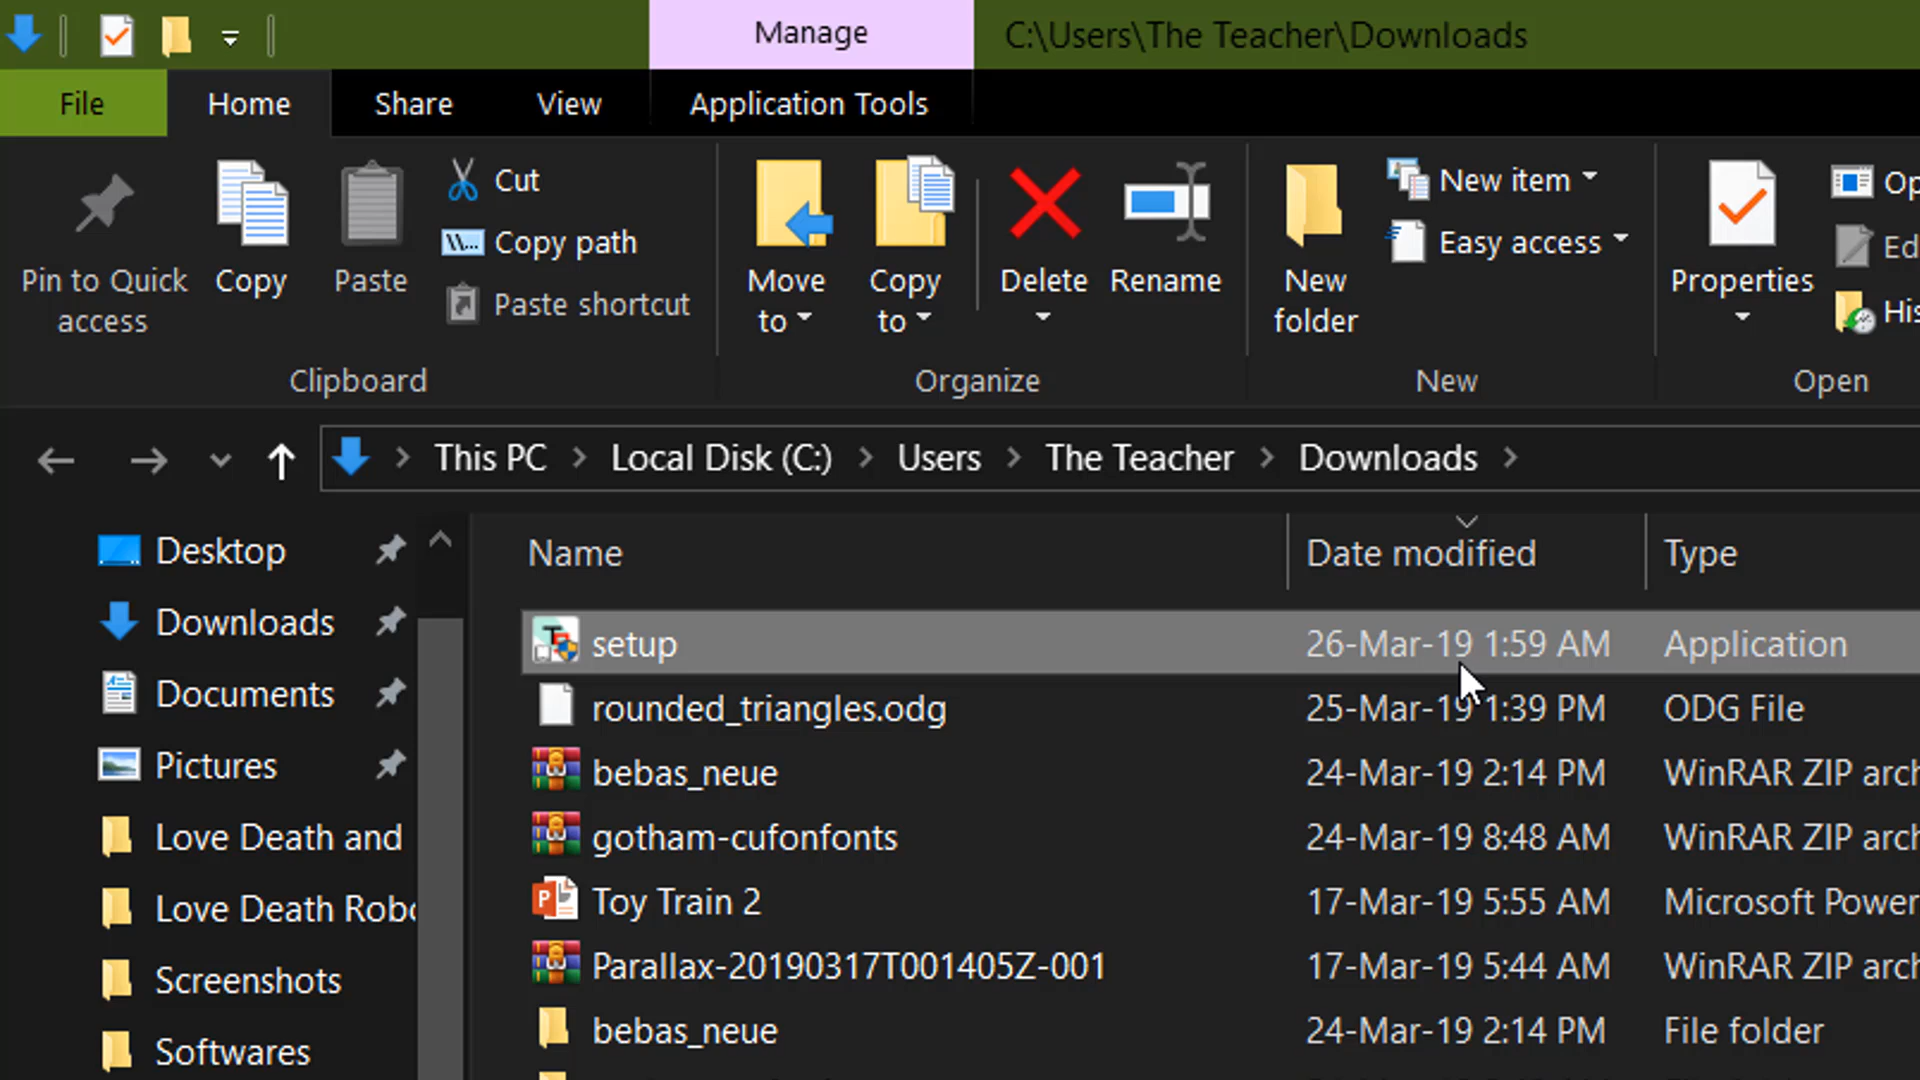 Manage
C:\Users\The Teacher\Downloads
File
Home
Share
View
Application Tools
Pin to Quick
access
Copy
Paste
Cut
Copy path
Paste shortcut
Clipboard
Move
to
Copy
to
Delete
Rename
Organize
New
folder
New item
Easy access
New
Properties
Op
Ed
His
Open
This PC
Local Disk (C:)
Users
The Teacher
Downloads
Desktop
Downloads
Documents
Pictures
Love Death and
Love Death Robo
Screenshots
Softwares
Name Date modified Type
setup 26-Mar-19 1:59 AM Application
rounded_triangles.odg 25-Mar-19 1:39 PM ODG File
bebas_neue 24-Mar-19 2:14 PM WinRAR ZIP arch
gotham-cufonfonts 24-Mar-19 8:48 AM WinRAR ZIP arch
Toy Train 2 17-Mar-19 5:55 AM Microsoft Power
Parallax-20190317T001405Z-001 17-Mar-19 5:44 AM WinRAR ZIP arch
bebas_neue 24-Mar-19 2:14 PM File folder